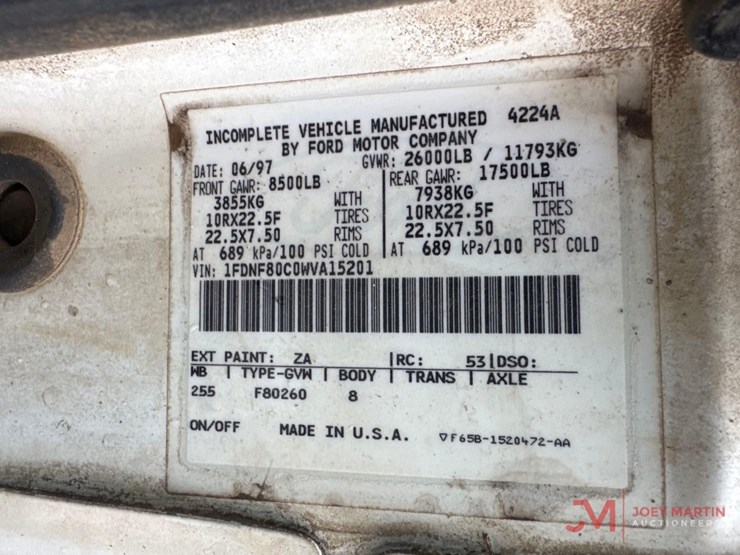 INCOMPLETE VEHICLE MANUFACTURED 4224A
BY FORD MOTOR COMPANY
DATE: 06/97 GVWR: 26000LB / 11793KG
FRONT GAWR: 8500LB REAR GAWR: 17500LB
3855KG WITH 7938KG WITH
10RX22.5F TIRES 10RX22.5F TIRES
22.5X7.50 RIMS 22.5X7.50 RIMS
AT 689 kPa/100 PSI COLD AT 689 kPa/100 PSI COLD
VIN: 1FDNF80C0WVA15201
EXT PAINT: ZA |RC: 53|DSO:
WB | TYPE-GVW | BODY | TRANS | AXLE
255 F80260 8
ON/OFF MADE IN U.S.A. ▽F65B-1520472-AA
JM JOEY MARTIN
AUCTIONEERS